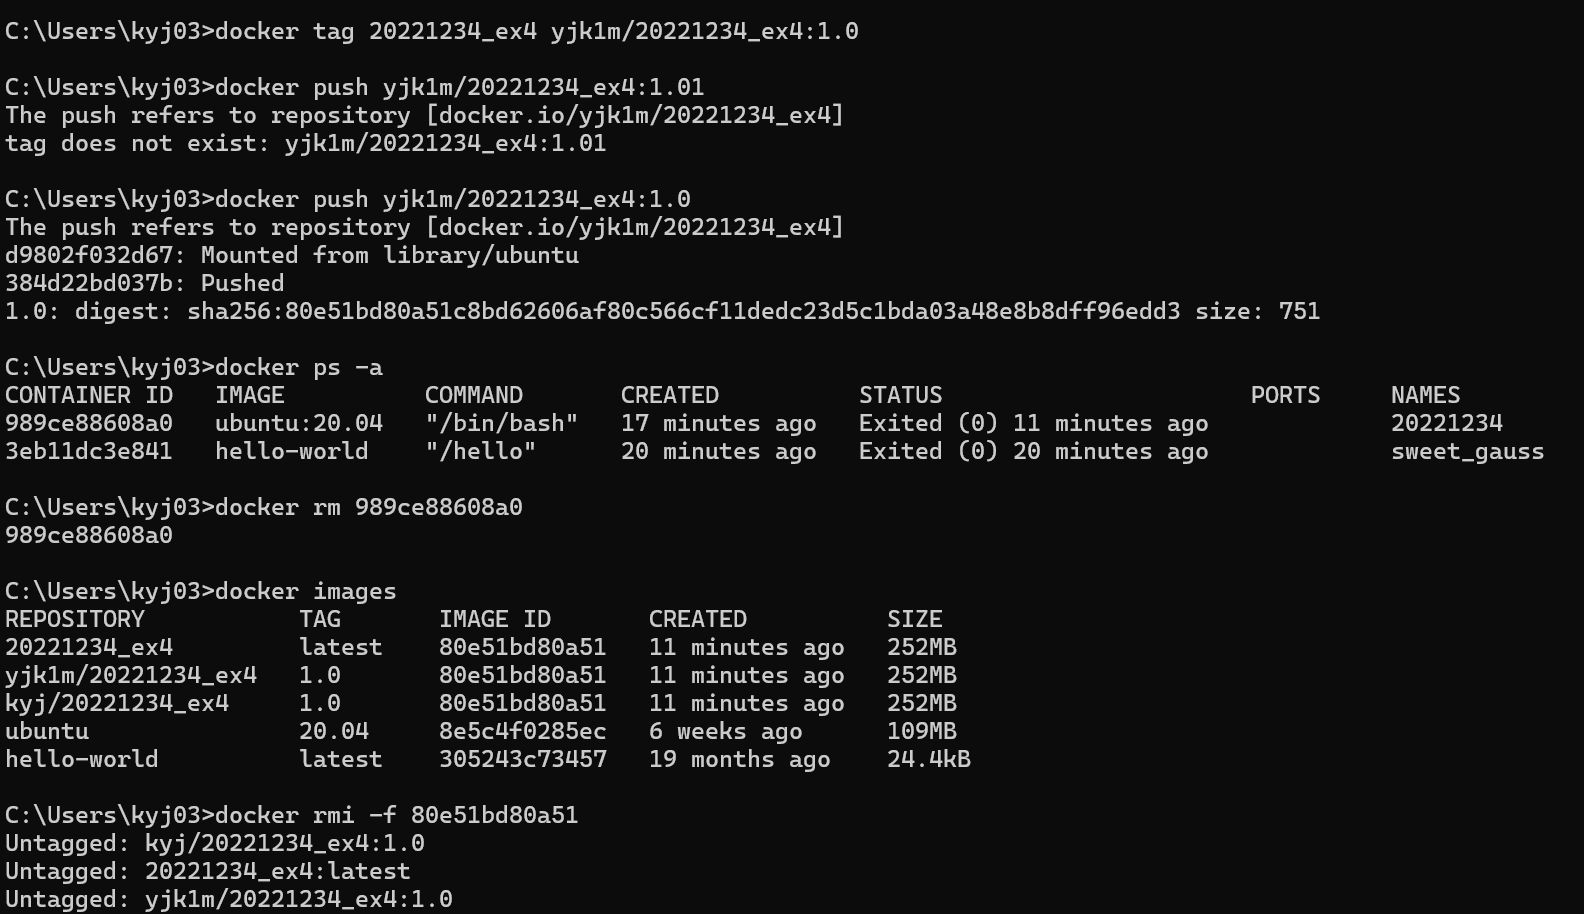 C:\Users\kyj03>docker tag 20221234_ex4 yjk1m/20221234_ex4:1.0
C:\Users\kyj03>docker push yjk1m/20221234_ex4:1.01
The push refers to repository [docker.io/yjk1m/20221234_ex4]
tag does not exist: yjk1m/20221234_ex4:1.01
C:\Users\kyj03>docker push yjk1m/20221234_ex4:1.0
The push refers to repository [docker.io/yjk1m/20221234_ex4]
d9802f032d67: Mounted from library/ubuntu
384d22bd037b: Pushed
1.0: digest: sha256:80e51bd80a51c8bd62606af80c566cf11dedc23d5c1bda03a48e8b8dff96edd3 size: 751
C:\Users\kyj03>docker ps -a
CONTAINER ID   IMAGE          COMMAND       CREATED          STATUS                      PORTS     NAMES
989ce88608a0   ubuntu:20.04   "/bin/bash"   17 minutes ago   Exited (0) 11 minutes ago             20221234
3eb11dc3e841   hello-world    "/hello"      20 minutes ago   Exited (0) 20 minutes ago             sweet_gauss
C:\Users\kyj03>docker rm 989ce88608a0
989ce88608a0
C:\Users\kyj03>docker images
REPOSITORY           TAG       IMAGE ID       CREATED          SIZE
20221234_ex4         latest    80e51bd80a51   11 minutes ago   252MB
yjk1m/20221234_ex4   1.0       80e51bd80a51   11 minutes ago   252MB
kyj/20221234_ex4     1.0       80e51bd80a51   11 minutes ago   252MB
ubuntu               20.04     8e5c4f0285ec   6 weeks ago      109MB
hello-world          latest    305243c73457   19 months ago    24.4kB
C:\Users\kyj03>docker rmi -f 80e51bd80a51
Untagged: kyj/20221234_ex4:1.0
Untagged: 20221234_ex4:latest
Untagged: yjk1m/20221234_ex4:1.0